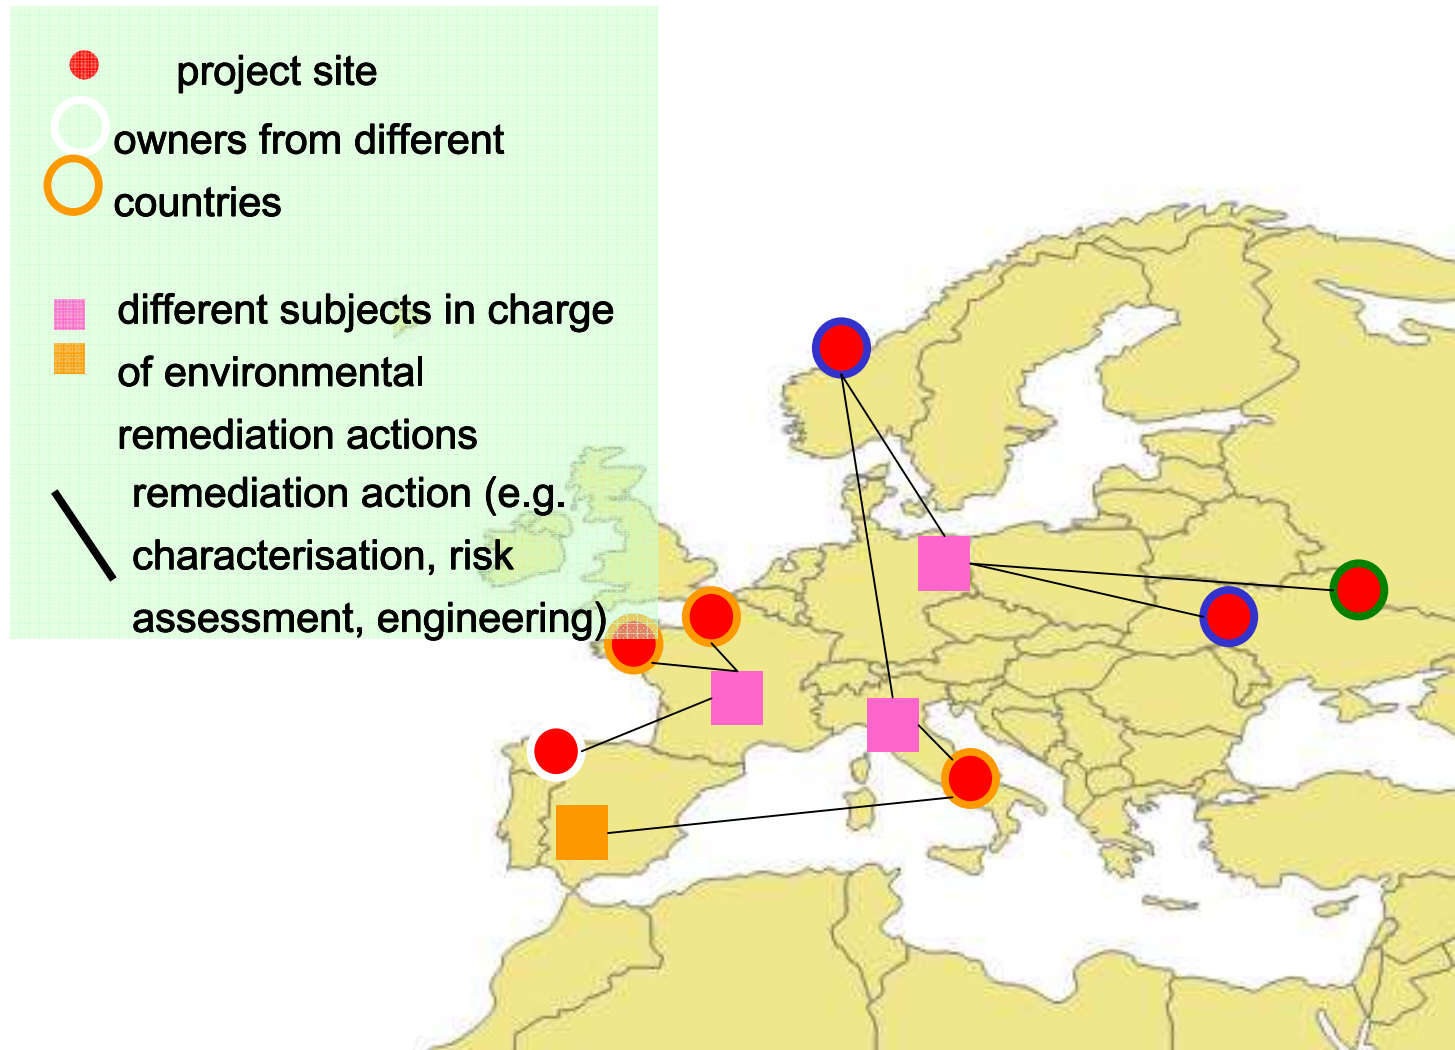 project site
owners from different
countries
different subjects in charge
of environmental
remediation actions
remediation action (e.g.
characterisation, risk
assessment, engineering)